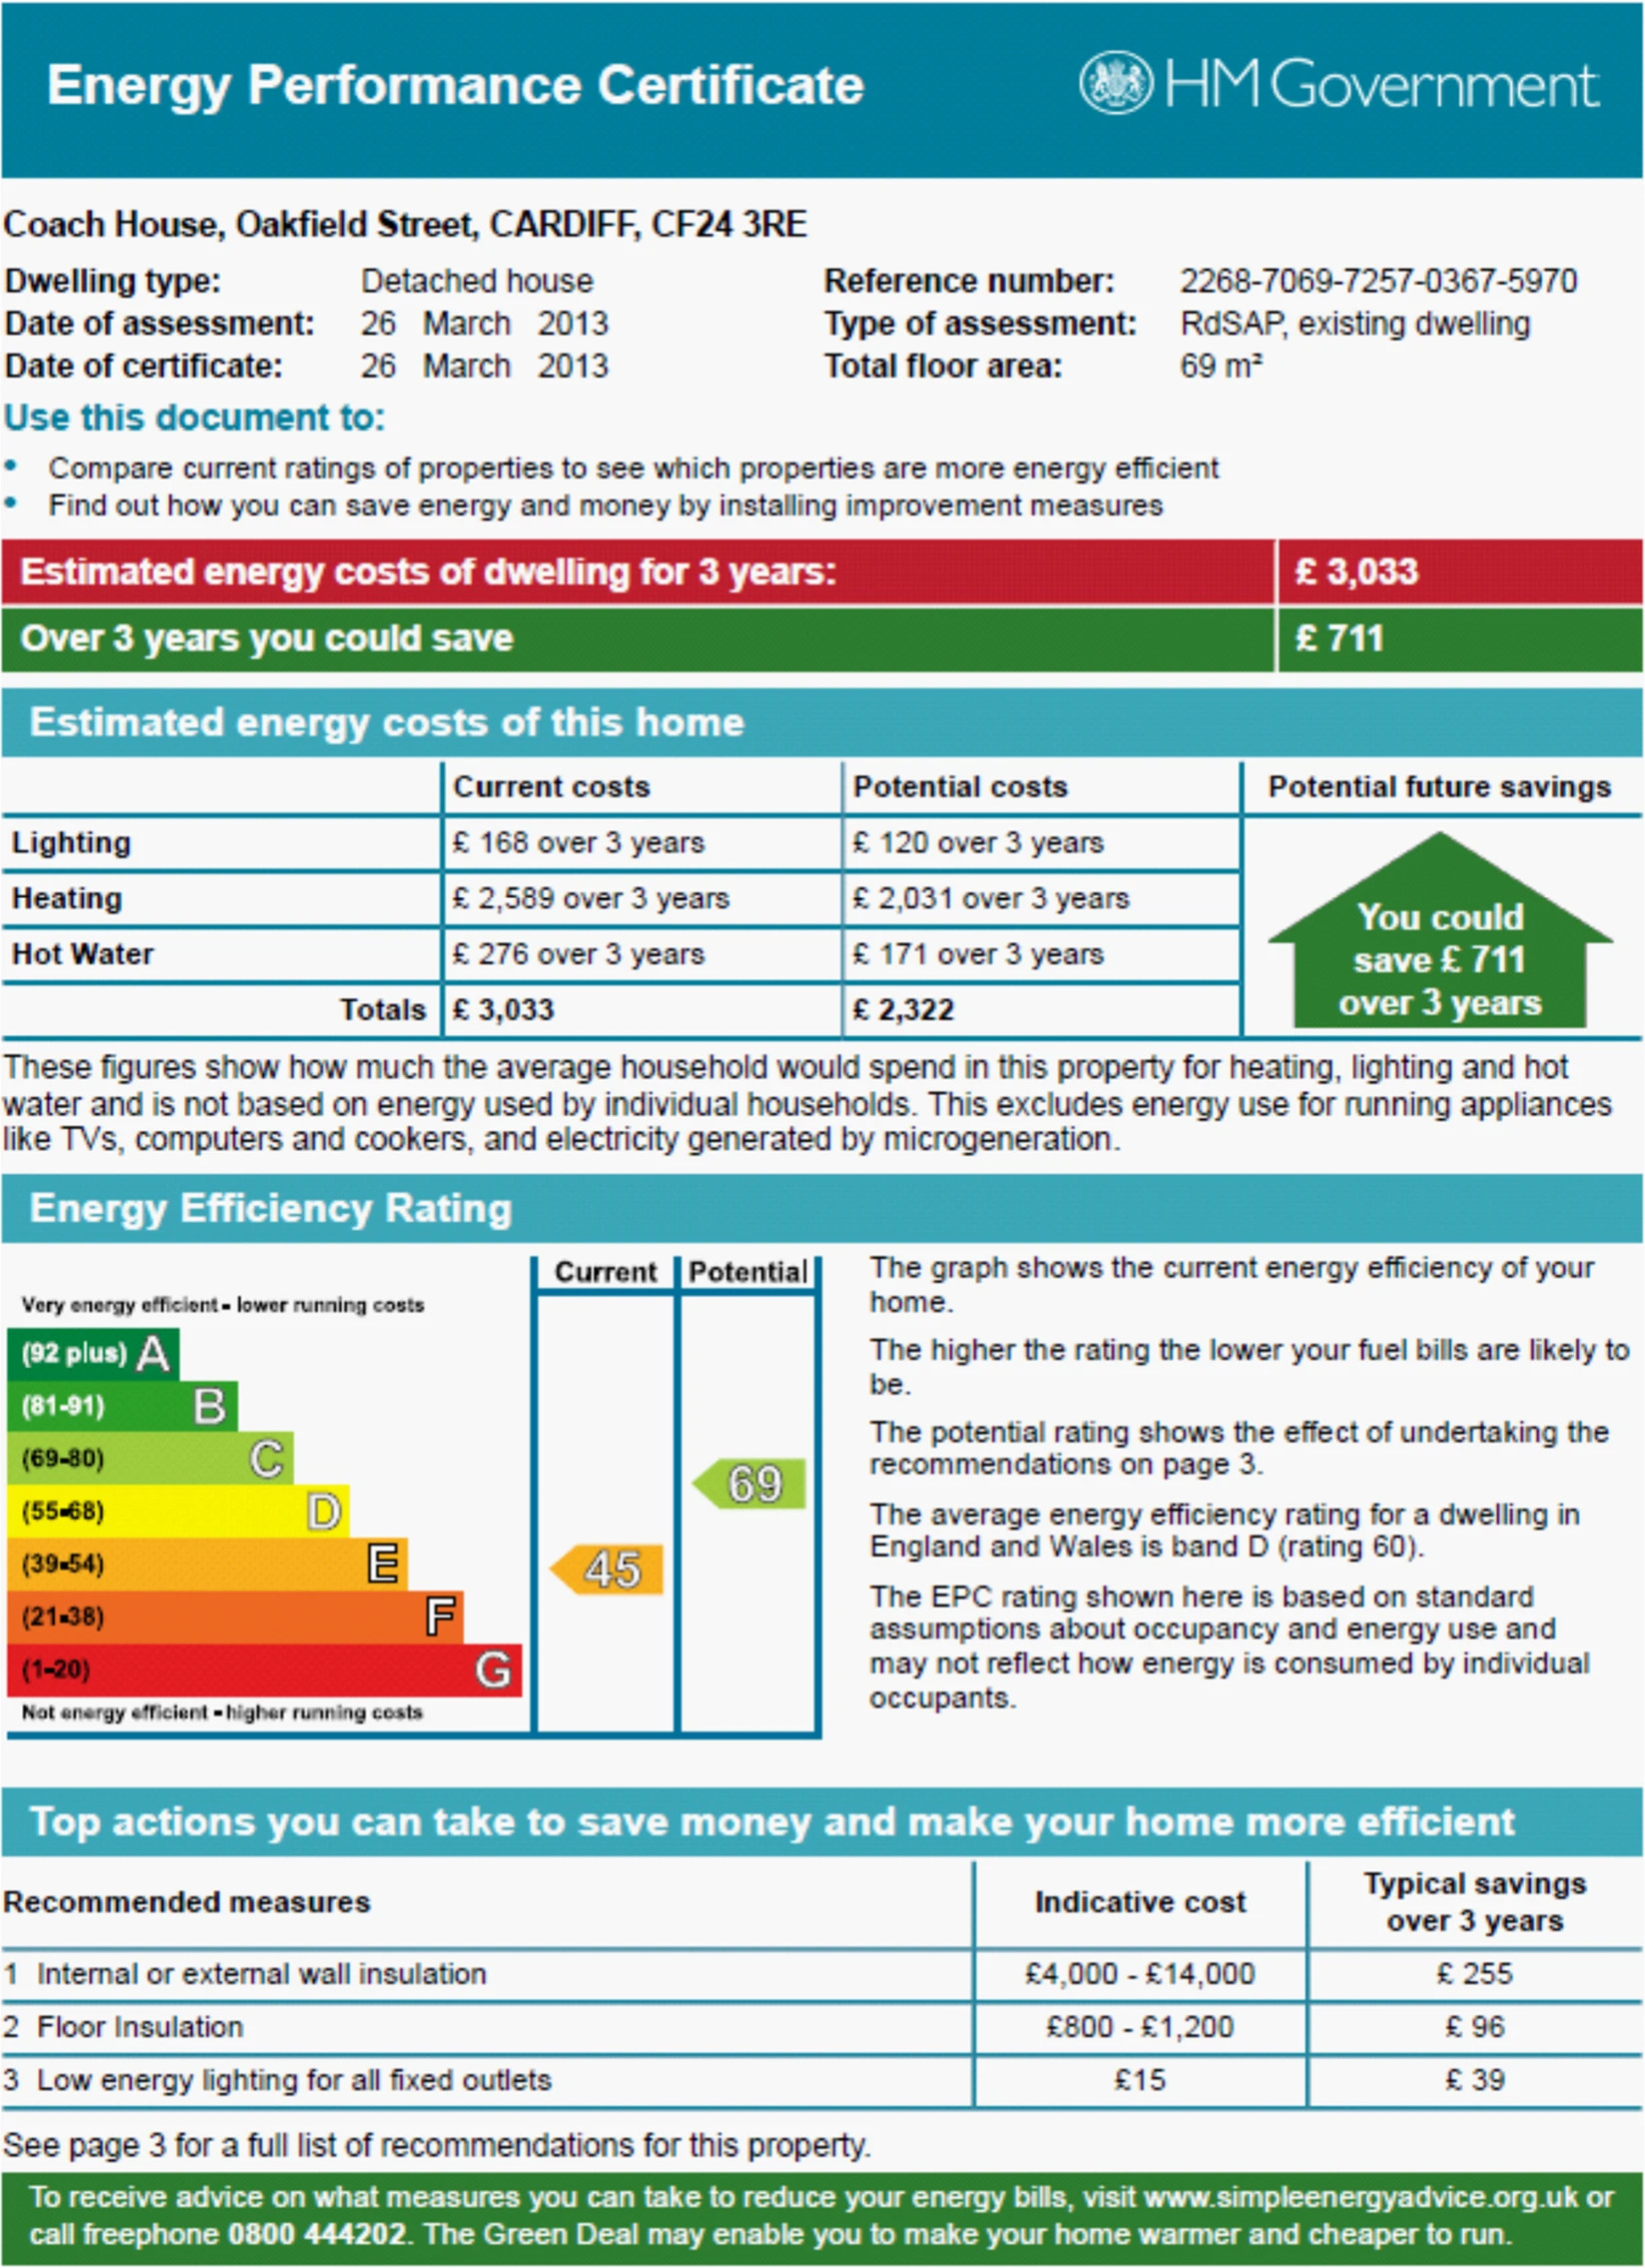 Energy Performance Certificate
HM Government
Coach House, Oakfield Street, CARDIFF, CF24 3RE
Dwelling type: Detached house
Date of assessment: 26 March 2013
Date of certificate: 26 March 2013
Reference number: 2268-7069-7257-0367-5970
Type of assessment: RdSAP, existing dwelling
Total floor area: 69 m²
Use this document to:
• Compare current ratings of properties to see which properties are more energy efficient
• Find out how you can save energy and money by installing improvement measures
Estimated energy costs of dwelling for 3 years: £ 3,033
Over 3 years you could save £ 711
Estimated energy costs of this home
Current costs Potential costs Potential future savings
Lighting £ 168 over 3 years £ 120 over 3 years
Heating £ 2,589 over 3 years £ 2,031 over 3 years
Hot Water £ 276 over 3 years £ 171 over 3 years
Totals £ 3,033 £ 2,322
You could
save £ 711
over 3 years
These figures show how much the average household would spend in this property for heating, lighting and hot
water and is not based on energy used by individual households. This excludes energy use for running appliances
like TVs, computers and cookers, and electricity generated by microgeneration.
Energy Efficiency Rating
Current Potential
Very energy efficient - lower running costs
(92 plus) A
(81-91) B
(69-80) C
(55-68) D
(39-54) E
(21-38) F
(1-20) G
Not energy efficient - higher running costs
45
69
The graph shows the current energy efficiency of your
home.
The higher the rating the lower your fuel bills are likely to
be.
The potential rating shows the effect of undertaking the
recommendations on page 3.
The average energy efficiency rating for a dwelling in
England and Wales is band D (rating 60).
The EPC rating shown here is based on standard
assumptions about occupancy and energy use and
may not reflect how energy is consumed by individual
occupants.
Top actions you can take to save money and make your home more efficient
Recommended measures Indicative cost Typical savings
over 3 years
1 Internal or external wall insulation £4,000 - £14,000 £ 255
2 Floor Insulation £800 - £1,200 £ 96
3 Low energy lighting for all fixed outlets £15 £ 39
See page 3 for a full list of recommendations for this property.
To receive advice on what measures you can take to reduce your energy bills, visit www.simpleenergyadvice.org.uk or
call freephone 0800 444202. The Green Deal may enable you to make your home warmer and cheaper to run.